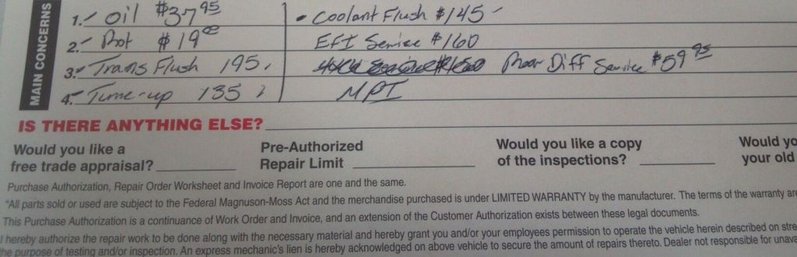 MAIN CONCERNS
1.- Oil $37 95
2.- Rot $19 00
3.- Trans Flush 195.
4. Tune-up 135
• Coolant Flush $145 -
EFI Service $160
Rear Diff Service $59 95
MPI
IS THERE ANYTHING ELSE?
Would you like a free trade appraisal?
Pre-Authorized Repair Limit
Would you like a copy of the inspections?
Would yo
your old
Purchase Authorization, Repair Order Worksheet and Invoice Report are one and the same.
*All parts sold or used are subject to the Federal Magnuson-Moss Act and the merchandise purchased is under LIMITED WARRANTY by the manufacturer. The terms of the warranty are
This Purchase Authorization is a continuance of Work Order and Invoice, and an extension of the Customer Authorization exists between these legal documents.
I hereby authorize the repair work to be done along with the necessary material and hereby grant you and/or your employees permission to operate the vehicle herein described on stre
the purpose of testing and/or inspection. An express mechanic's lien is hereby acknowledged on above vehicle to secure the amount of repairs thereto. Dealer not responsible for unava